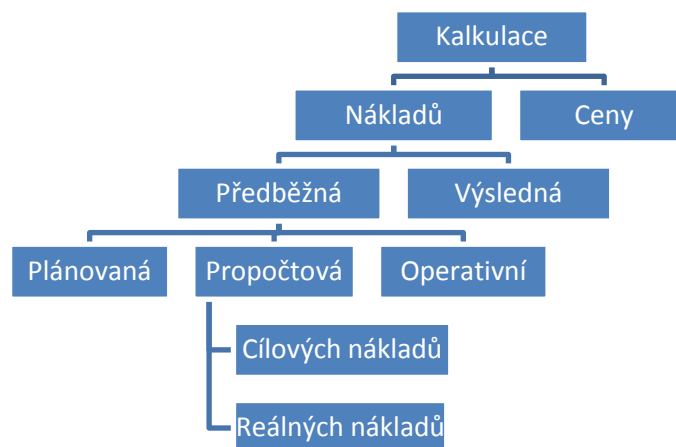 Kalkulace
Nákladů
Ceny
Předběžná
Výsledná
Plánovaná
Propočtová
Operativní
Cílových nákladů
Reálných nákladů